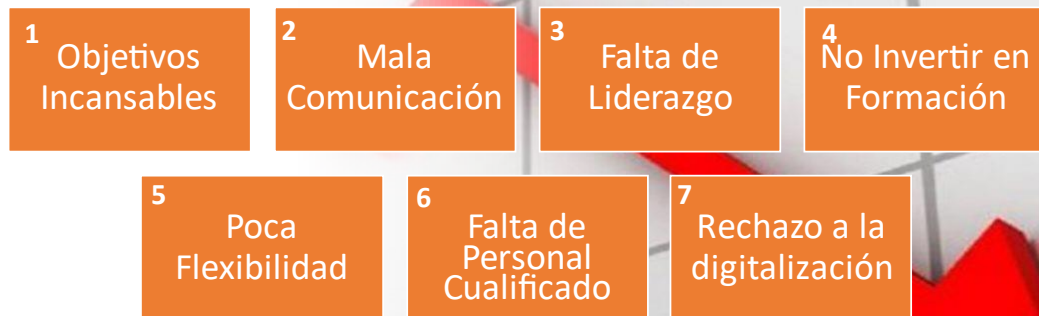 1
Objetivos
Incansables
2
Mala
Comunicación
3
Falta de
Liderazgo
4
No Invertir en
Formación
5
Poca
Flexibilidad
6
Falta de
Personal
Cualificado
7
Rechazo a la
digitalización